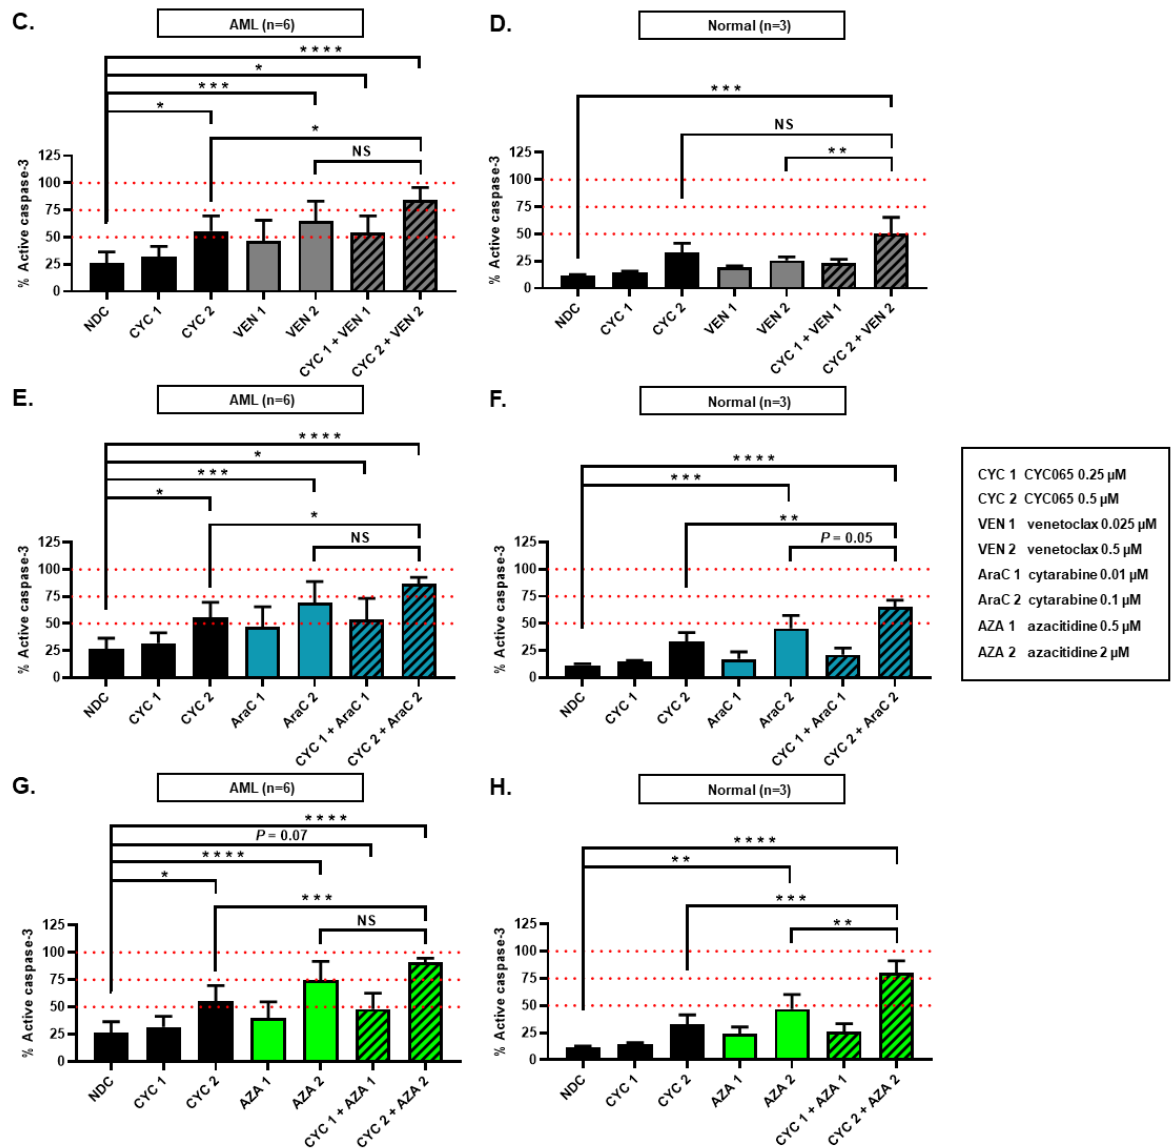 C.
AML (n=6)
****
*
***
*
*
NS
% Active caspase-3
125
100
75
50
25
0
NDC
CYC 1
CYC 2
VEN 1
VEN 2
CYC 1 + VEN 1
CYC 2 + VEN 2
D.
Normal (n=3)
***
NS
**
% Active caspase-3
125
100
75
50
25
0
NDC
CYC 1
CYC 2
VEN 1
VEN 2
CYC 1 + VEN 1
CYC 2 + VEN 2
E.
AML (n=6)
****
*
***
*
*
NS
% Active caspase-3
125
100
75
50
25
0
NDC
CYC 1
CYC 2
AraC 1
AraC 2
CYC 1 + AraC 1
CYC 2 + AraC 2
F.
Normal (n=3)
****
***
**
P = 0.05
% Active caspase-3
125
100
75
50
25
0
NDC
CYC 1
CYC 2
AraC 1
AraC 2
CYC 1 + AraC 1
CYC 2 + AraC 2
CYC 1 CYC065 0.25 µM
CYC 2 CYC065 0.5 µM
VEN 1 venetoclax 0.025 µM
VEN 2 venetoclax 0.5 µM
AraC 1 cytarabine 0.01 µM
AraC 2 cytarabine 0.1 µM
AZA 1 azacitidine 0.5 µM
AZA 2 azacitidine 2 µM
G.
AML (n=6)
****
P = 0.07
****
*
***
NS
% Active caspase-3
125
100
75
50
25
0
NDC
CYC 1
CYC 2
AZA 1
AZA 2
CYC 1 + AZA 1
CYC 2 + AZA 2
H.
Normal (n=3)
****
**
***
**
% Active caspase-3
125
100
75
50
25
0
NDC
CYC 1
CYC 2
AZA 1
AZA 2
CYC 1 + AZA 1
CYC 2 + AZA 2